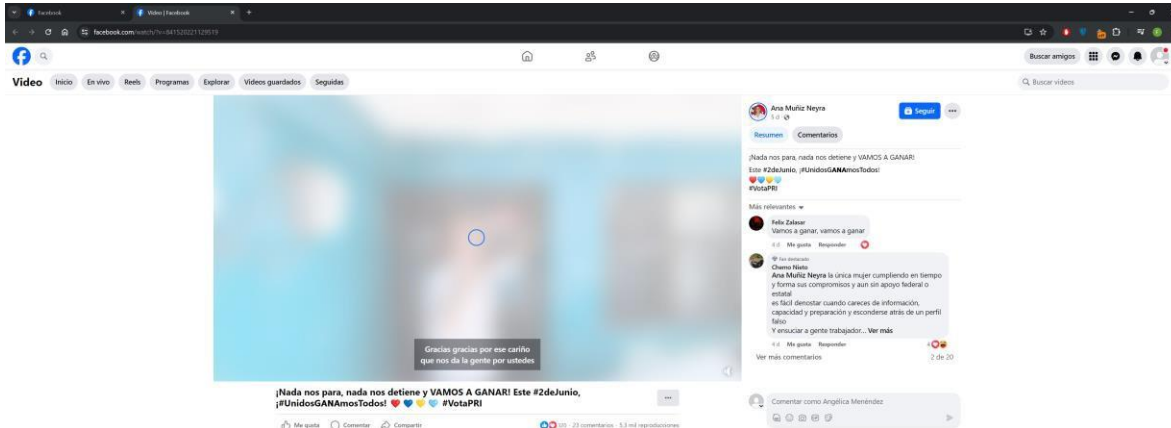 Facebook
Video | Facebook
facebook.com/watch/?v=841520221129519
Buscar amigos
Video
Inicio
En vivo
Reels
Programas
Explorar
Videos guardados
Seguidas
Buscar videos
Gracias gracias por ese cariño
que nos da la gente por ustedes
¡Nada nos para, nada nos detiene y VAMOS A GANAR! Este #2deJunio,
¡#UnidosGANAmosTodos! #VotaPRI
Me gusta
Comentar
Compartir
23 comentarios · 5.3 mil reproducciones
Ana Muñiz Neyra
5 d
Seguir
Resumen
Comentarios
¡Nada nos para, nada nos detiene y VAMOS A GANAR!
Este #2deJunio, ¡#UnidosGANAmosTodos!
#VotaPRI
Más relevantes
Felix Zalasar
Vamos a ganar, vamos a ganar
4 d Me gusta Responder
Fan destacado
Chemo Nieto
Ana Muñiz Neyra la única mujer cumpliendo en tiempo
y forma sus compromisos y aun sin apoyo federal o
estatal
es fácil denostar cuando careces de información,
capacidad y preparación y esconderse atrás de un perfil
falso
Y ensuciar a gente trabajador... Ver más
4 d Me gusta Responder
4
Ver más comentarios
2 de 20
Comentar como Angélica Menéndez